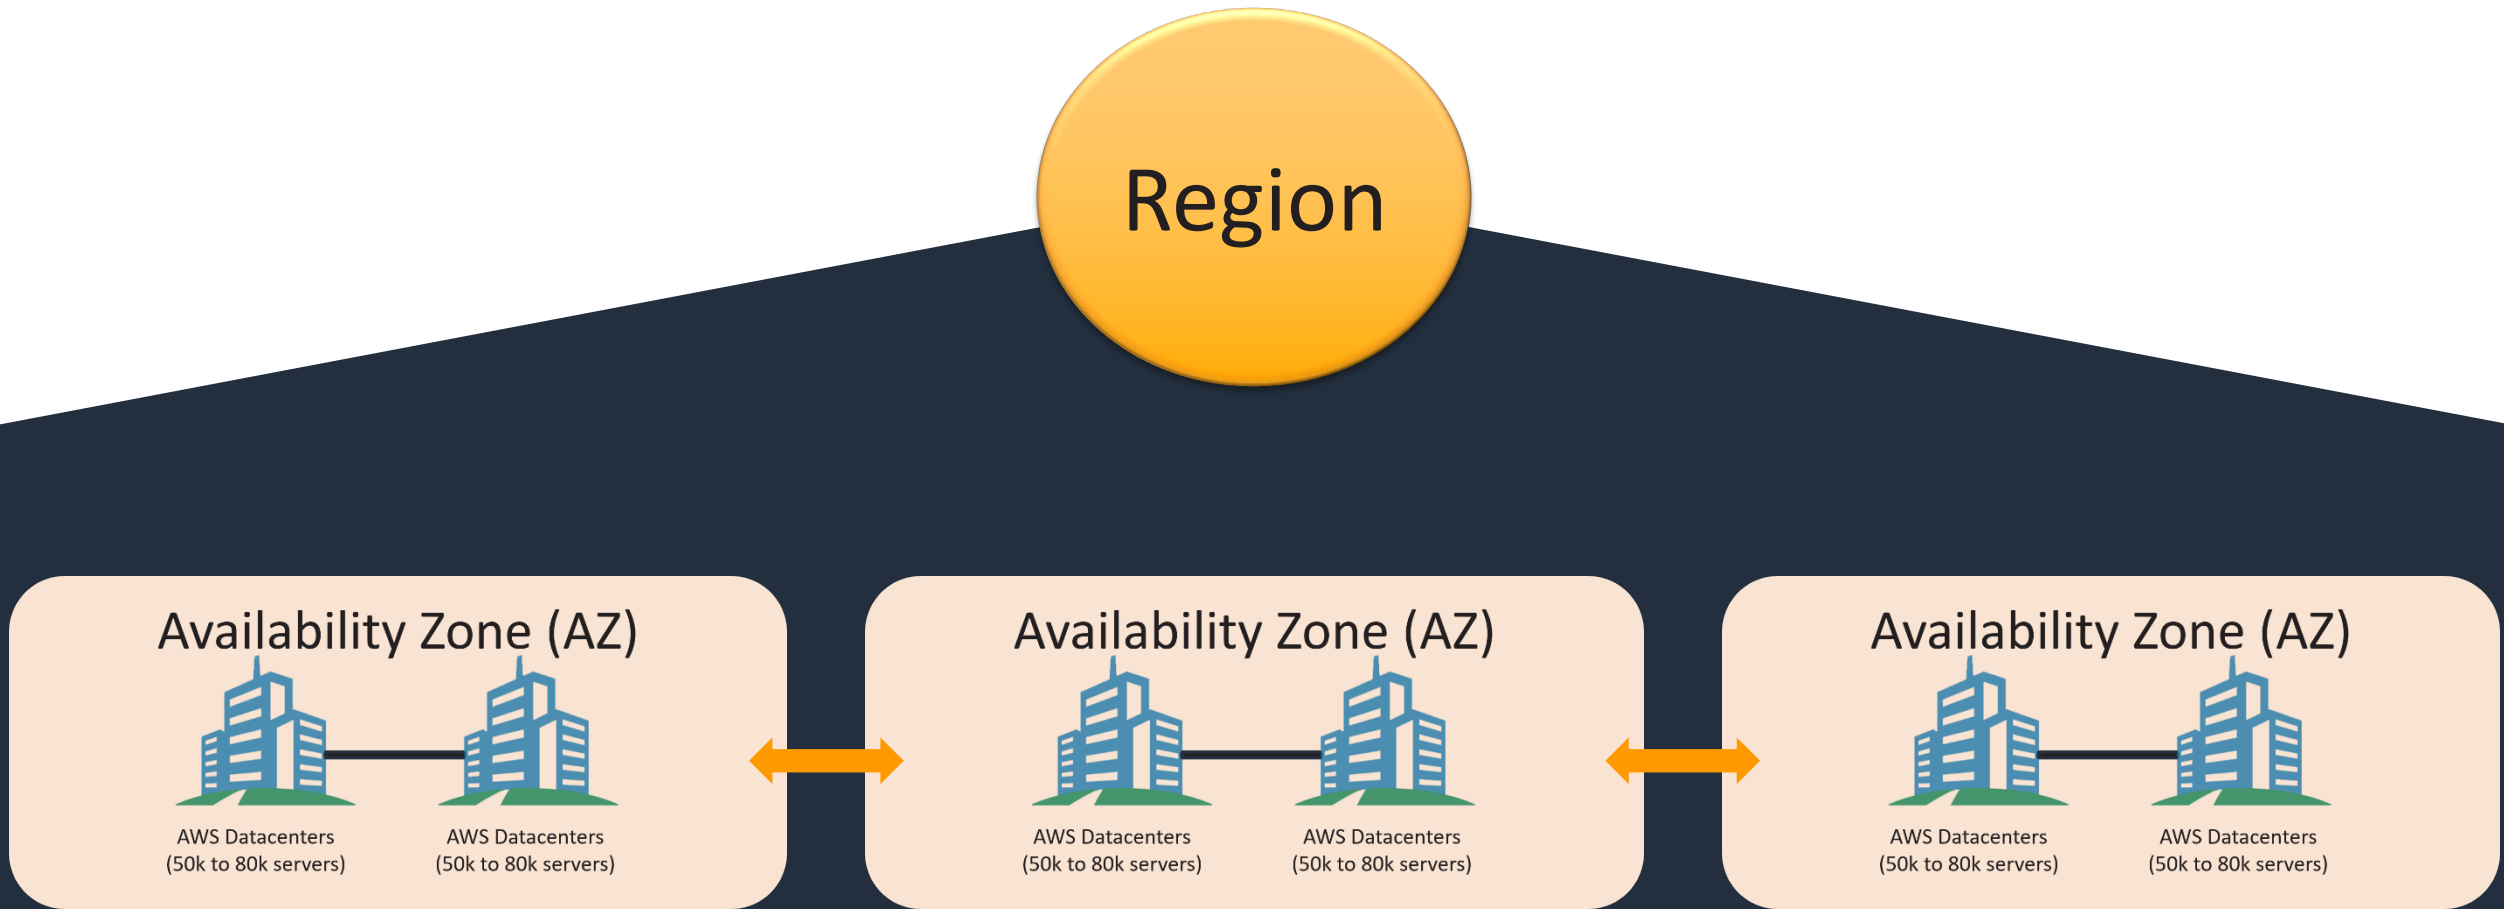 Region
Availability Zone (AZ)
AWS Datacenters
(50k to 80k servers)
AWS Datacenters
(50k to 80k servers)
Availability Zone (AZ)
AWS Datacenters
(50k to 80k servers)
AWS Datacenters
(50k to 80k servers)
Availability Zone (AZ)
AWS Datacenters
(50k to 80k servers)
AWS Datacenters
(50k to 80k servers)